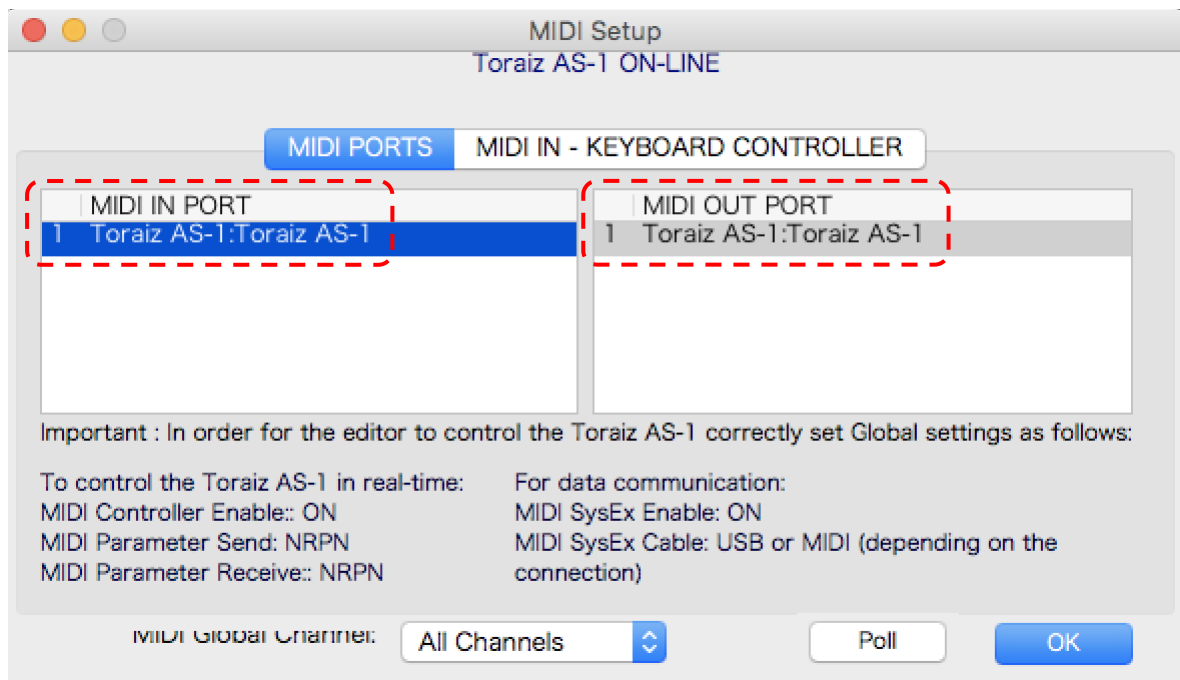 MIDI Setup
Toraiz AS-1 ON-LINE
MIDI PORTS MIDI IN - KEYBOARD CONTROLLER
MIDI IN PORT
1 Toraiz AS-1:Toraiz AS-1
MIDI OUT PORT
1 Toraiz AS-1:Toraiz AS-1
Important : In order for the editor to control the Toraiz AS-1 correctly set Global settings as follows:
To control the Toraiz AS-1 in real-time:
MIDI Controller Enable:: ON
MIDI Parameter Send: NRPN
MIDI Parameter Receive:: NRPN
For data communication:
MIDI SysEx Enable: ON
MIDI SysEx Cable: USB or MIDI (depending on the
connection)
MIDI Global Channel: All Channels Poll OK